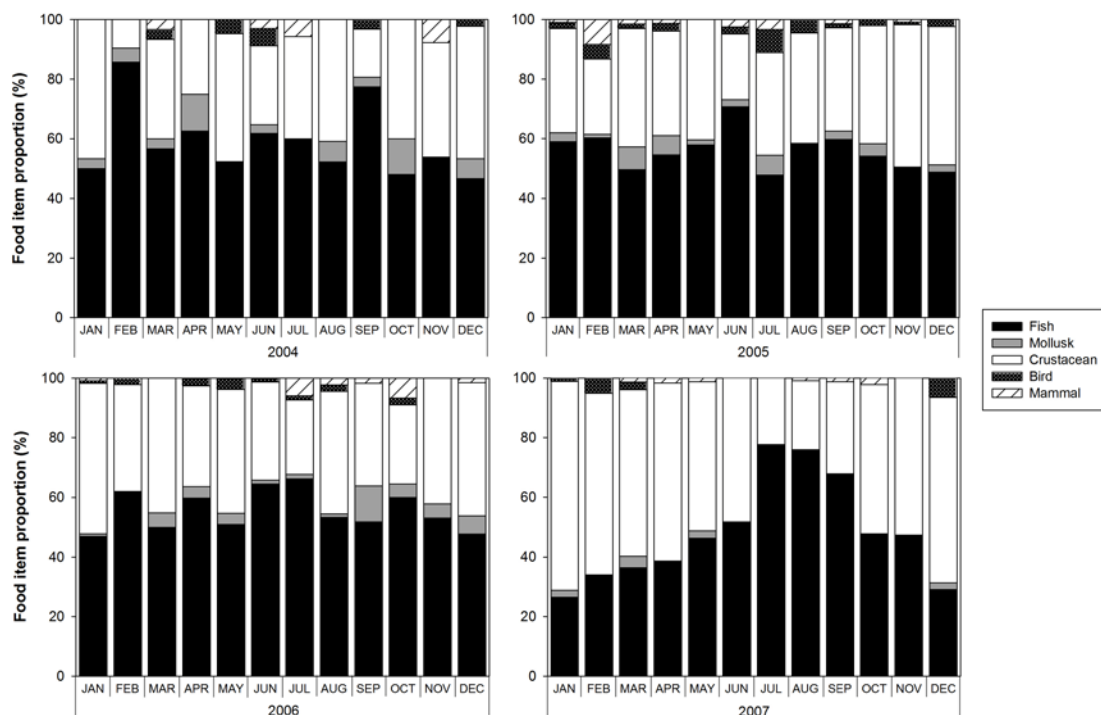 Food item proportion (%)
100
80
60
40
20
0
JAN FEB MAR APR MAY JUN JUL AUG SEP OCT NOV DEC
2004
100
80
60
40
20
0
JAN FEB MAR APR MAY JUN JUL AUG SEP OCT NOV DEC
2005
Fish
Mollusk
Crustacean
Bird
Mammal
Food item proportion (%)
100
80
60
40
20
0
JAN FEB MAR APR MAY JUN JUL AUG SEP OCT NOV DEC
2006
100
80
60
40
20
0
JAN FEB MAR APR MAY JUN JUL AUG SEP OCT NOV DEC
2007